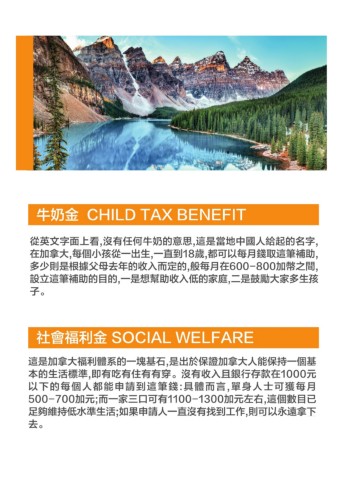 牛奶金 CHILD TAX BENEFIT
從英文字面上看,沒有任何牛奶的意思,這是當地中國人給起的名字,
在加拿大,每個小孩從一出生,一直到18歲,都可以每月錢取這筆補助,
多少則是根據父母去年的收入而定的,般每月在600-800加幣之間,
設立這筆補助的目的,一是想幫助收入低的家庭,二是鼓勵大家多生孩
子。
社會福利金 SOCIAL WELFARE
這是加拿大福利體系的一塊基石,是出於保證加拿大人能保持一個基
本的生活標準,即有吃有住有有穿。沒有收入且銀行存款在1000元
以下的每個人都能申請到這筆錢:具體而言,單身人士可獲每月
500-700加元;而一家三口可有1100-1300加元左右,這個數目已
足夠維持低水準生活;如果申請人一直沒有找到工作,則可以永遠拿下
去。